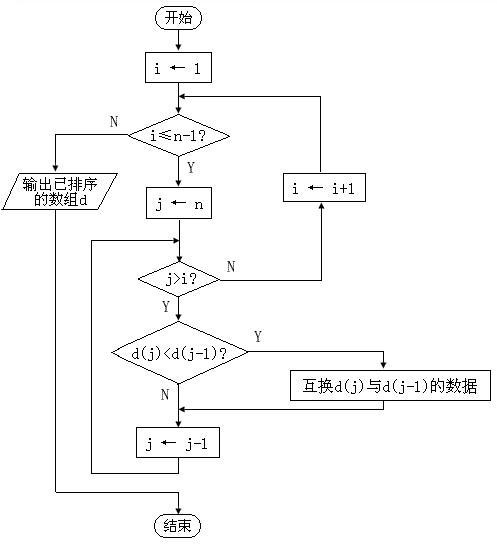 开始
i ← 1
N
i≤n-1?
Y
输出已排序
的数组d
j ← n
i ← i+1
j>i?
N
Y
d(j)<d(j-1)?
Y
N
互换d(j)与d(j-1)的数据
j ← j-1
结束